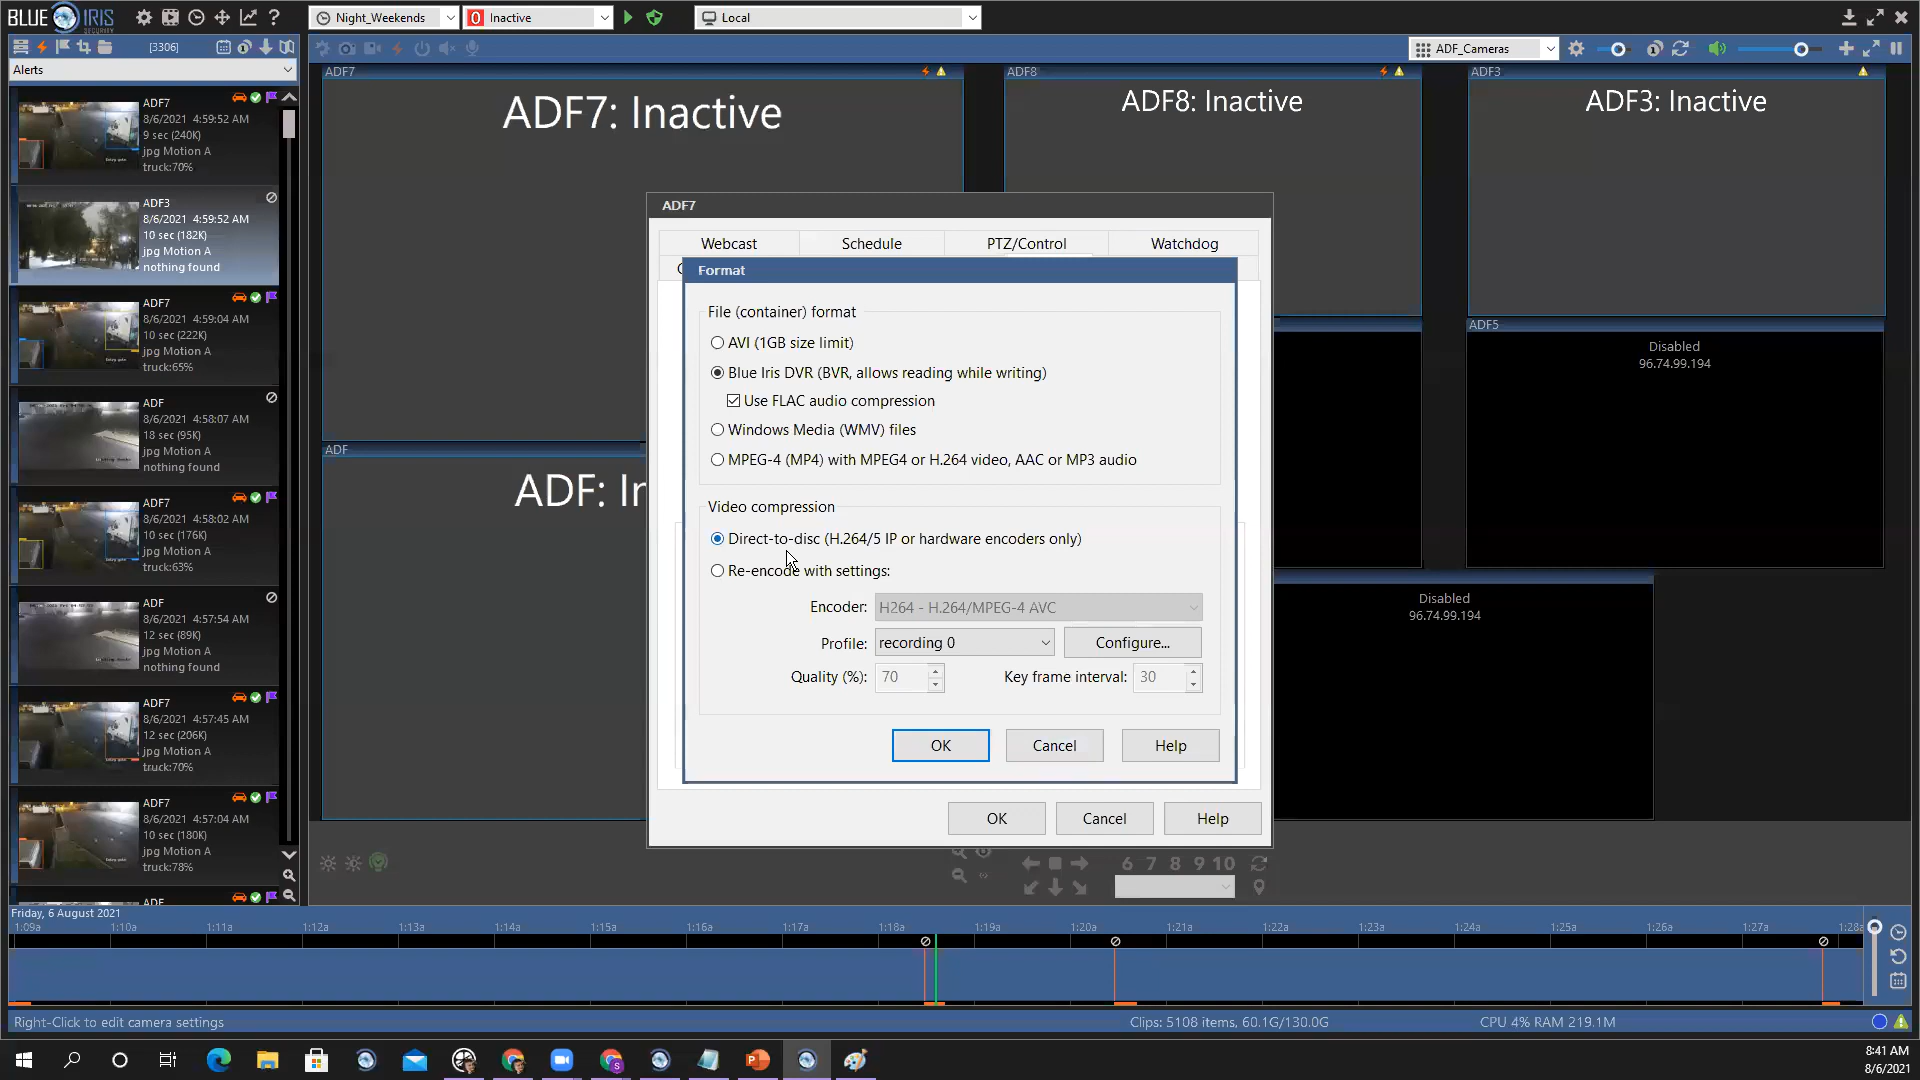 BLUE IRIS
SECURITY
Night_Weekends
0 Inactive
Local
[3306]
ADF_Cameras
Alerts
ADF7
8/6/2021 4:59:52 AM
9 sec (240K)
jpg Motion A
truck:70%
ADF3
8/6/2021 4:59:52 AM
10 sec (182K)
jpg Motion A
nothing found
ADF7
8/6/2021 4:59:04 AM
10 sec (222K)
jpg Motion A
truck:65%
ADF
8/6/2021 4:58:07 AM
18 sec (95K)
jpg Motion A
nothing found
ADF7
8/6/2021 4:58:02 AM
10 sec (176K)
jpg Motion A
truck:63%
ADF
8/6/2021 4:57:54 AM
12 sec (89K)
jpg Motion A
nothing found
ADF7
8/6/2021 4:57:45 AM
12 sec (206K)
jpg Motion A
truck:70%
ADF7
8/6/2021 4:57:04 AM
10 sec (180K)
jpg Motion A
truck:78%
ADF
ADF7
ADF7: Inactive
ADF8
ADF8: Inactive
ADF3
ADF3: Inactive
ADF
ADF: In
ADF5
Disabled
96.74.99.194
Disabled
96.74.99.194
ADF7
Webcast Schedule PTZ/Control Watchdog
Format
File (container) format
AVI (1GB size limit)
Blue Iris DVR (BVR, allows reading while writing)
Use FLAC audio compression
Windows Media (WMV) files
MPEG-4 (MP4) with MPEG4 or H.264 video, AAC or MP3 audio
Video compression
Direct-to-disc (H.264/5 IP or hardware encoders only)
Re-encode with settings:
Encoder: H264 - H.264/MPEG-4 AVC
Profile: recording 0 Configure...
Quality (%): 70 Key frame interval: 30
OK Cancel Help
OK Cancel Help
6 7 8 9 10
Friday, 6 August 2021
1:09a 1:10a 1:11a 1:12a 1:13a 1:14a 1:15a 1:16a 1:17a 1:18a 1:19a 1:20a 1:21a 1:22a 1:23a 1:24a 1:25a 1:26a 1:27a 1:28a
Right-Click to edit camera settings
Clips: 5108 items, 60.1G/130.0G
CPU 4% RAM 219.1M
8:41 AM
8/6/2021